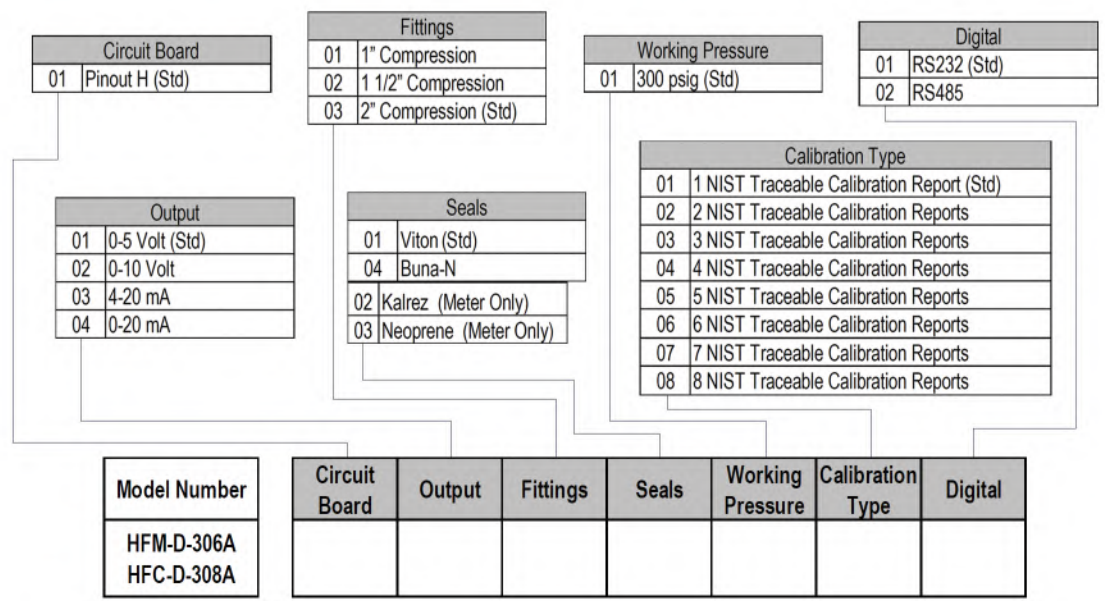 Circuit Board
01 Pinout H (Std)
Fittings
01 1” Compression
02 1 1/2” Compression
03 2” Compression (Std)
Working Pressure
01 300 psig (Std)
Digital
01 RS232 (Std)
02 RS485
Output
01 0-5 Volt (Std)
02 0-10 Volt
03 4-20 mA
04 0-20 mA
Seals
01 Viton (Std)
04 Buna-N
02 Kalrez (Meter Only)
03 Neoprene (Meter Only)
Calibration Type
01 1 NIST Traceable Calibration Report (Std)
02 2 NIST Traceable Calibration Reports
03 3 NIST Traceable Calibration Reports
04 4 NIST Traceable Calibration Reports
05 5 NIST Traceable Calibration Reports
06 6 NIST Traceable Calibration Reports
07 7 NIST Traceable Calibration Reports
08 8 NIST Traceable Calibration Reports
Model Number
HFM-D-306A
HFC-D-308A
Circuit
Board
Output
Fittings
Seals
Working
Pressure
Calibration
Type
Digital